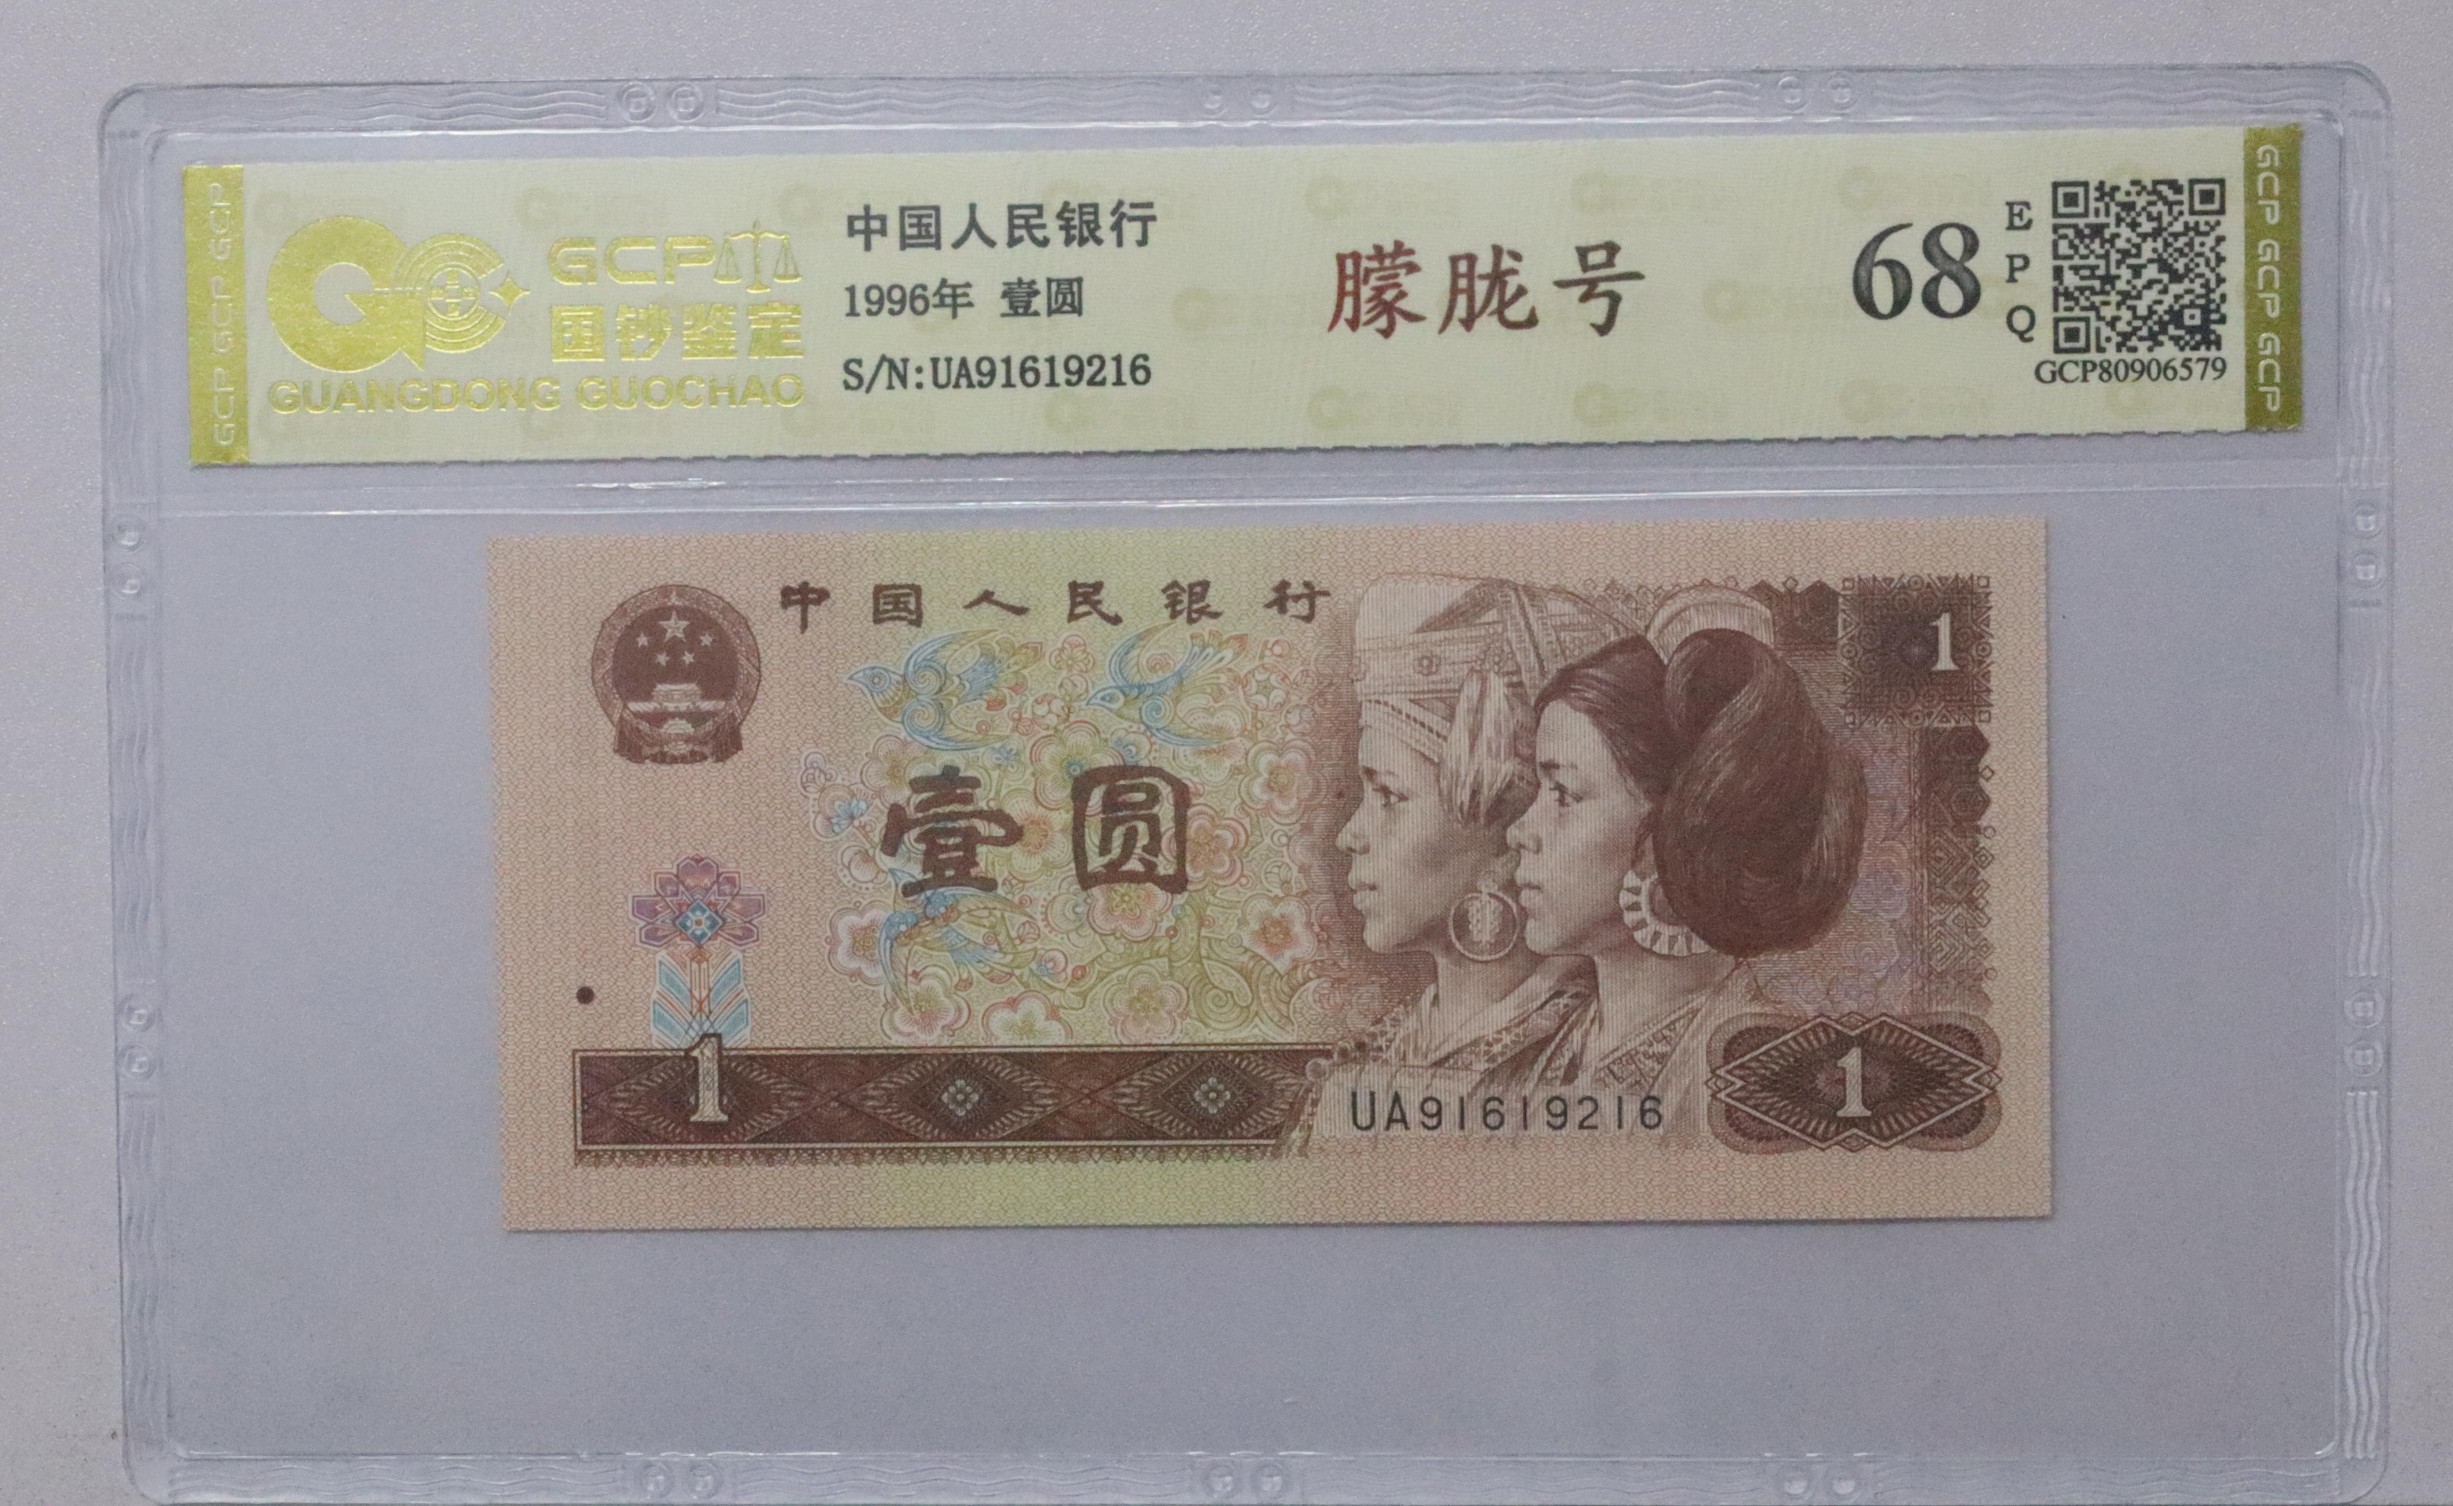 GCP
国钞鉴定
GUANGDONG GUOCHAO
中国人民银行
1996年 壹圆
S/N:UA91619216
朦胧号
68
EPQ
GCP80906579
GCP GCP GCP
GCP GCP GCP
中国人民银行
1
壹圆
1
UA91619216
1